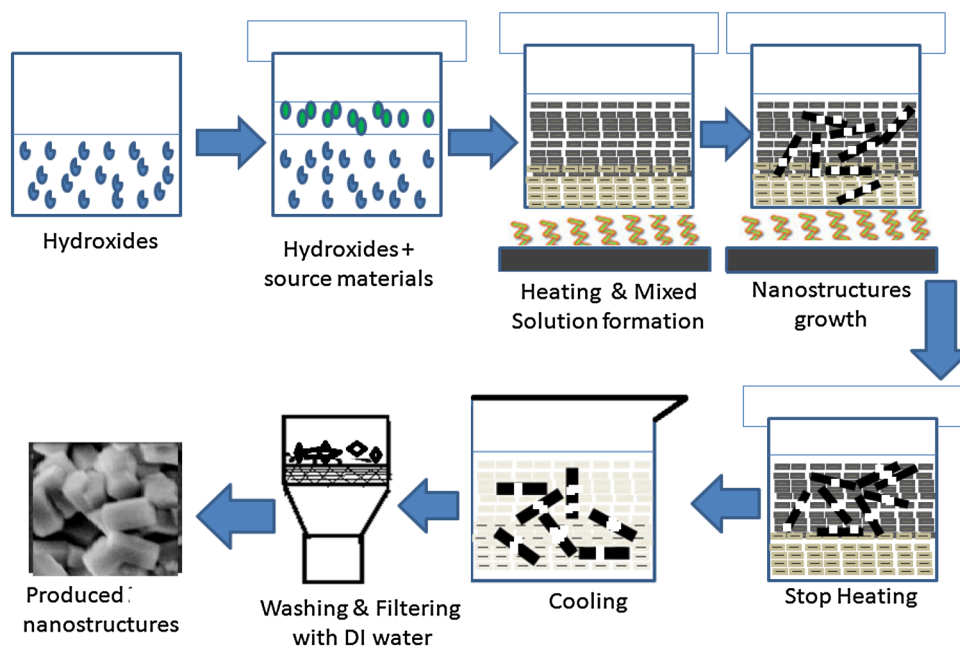 Hydroxides
Hydroxides +
source materials
Heating & Mixed
Solution formation
Nanostructures
growth
Stop Heating
Cooling
Washing & Filtering
with DI water
Produced :
nanostructures